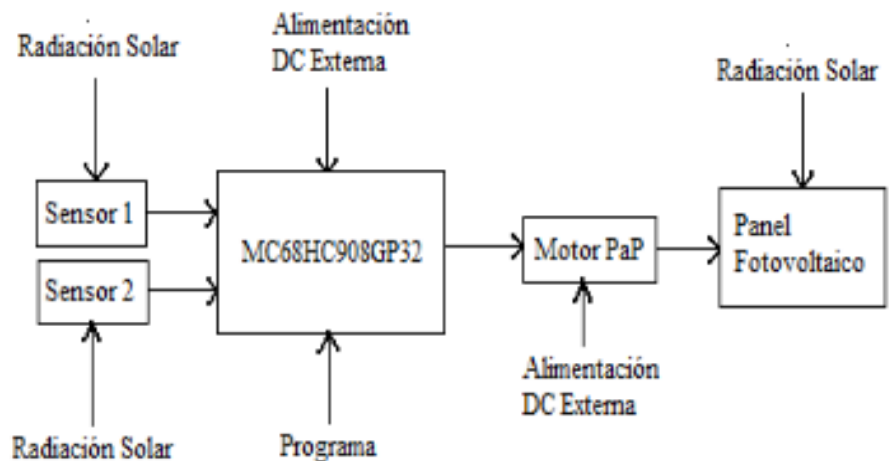 Radiación Solar
Alimentación
DC Externa
Radiación Solar
Sensor 1
Sensor 2
MC68HC908GP32
Motor PaP
Panel
Fotovoltaico
Alimentación
DC Externa
Radiación Solar
Programa